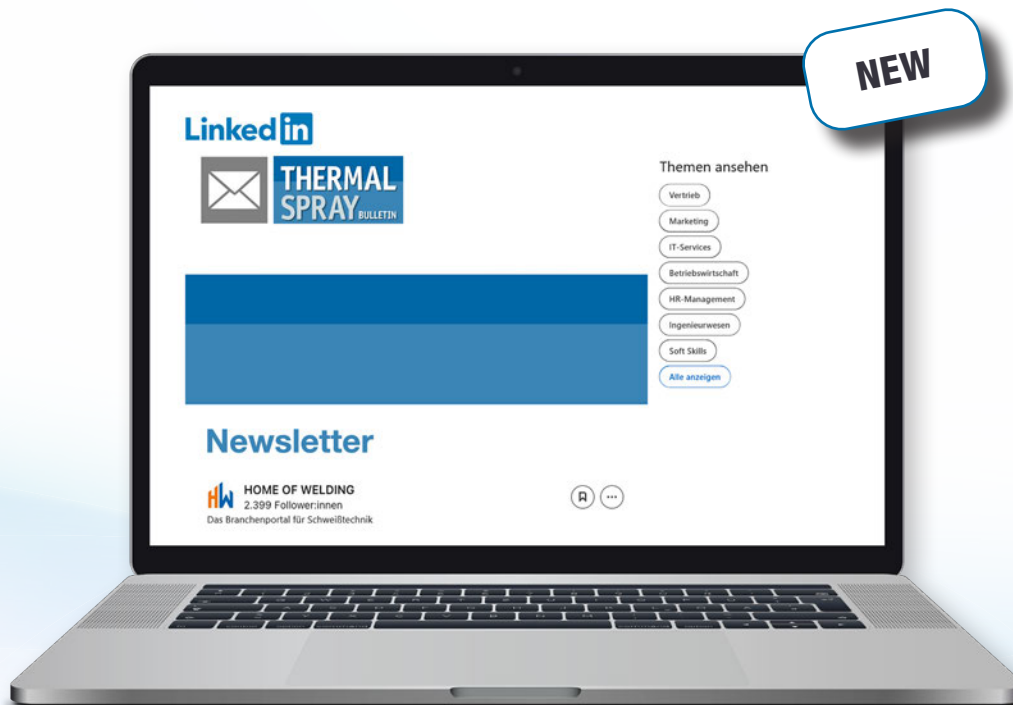 NEW
Linked in
THERMAL
SPRAY BULLETIN
Themen ansehen
Vertrieb
Marketing
IT-Services
Betriebswirtschaft
HR-Management
Ingenieurwesen
Soft Skills
Alle anzeigen
Newsletter
HW HOME OF WELDING
2.399 Follower:innen
Das Branchenportal für Schweißtechnik